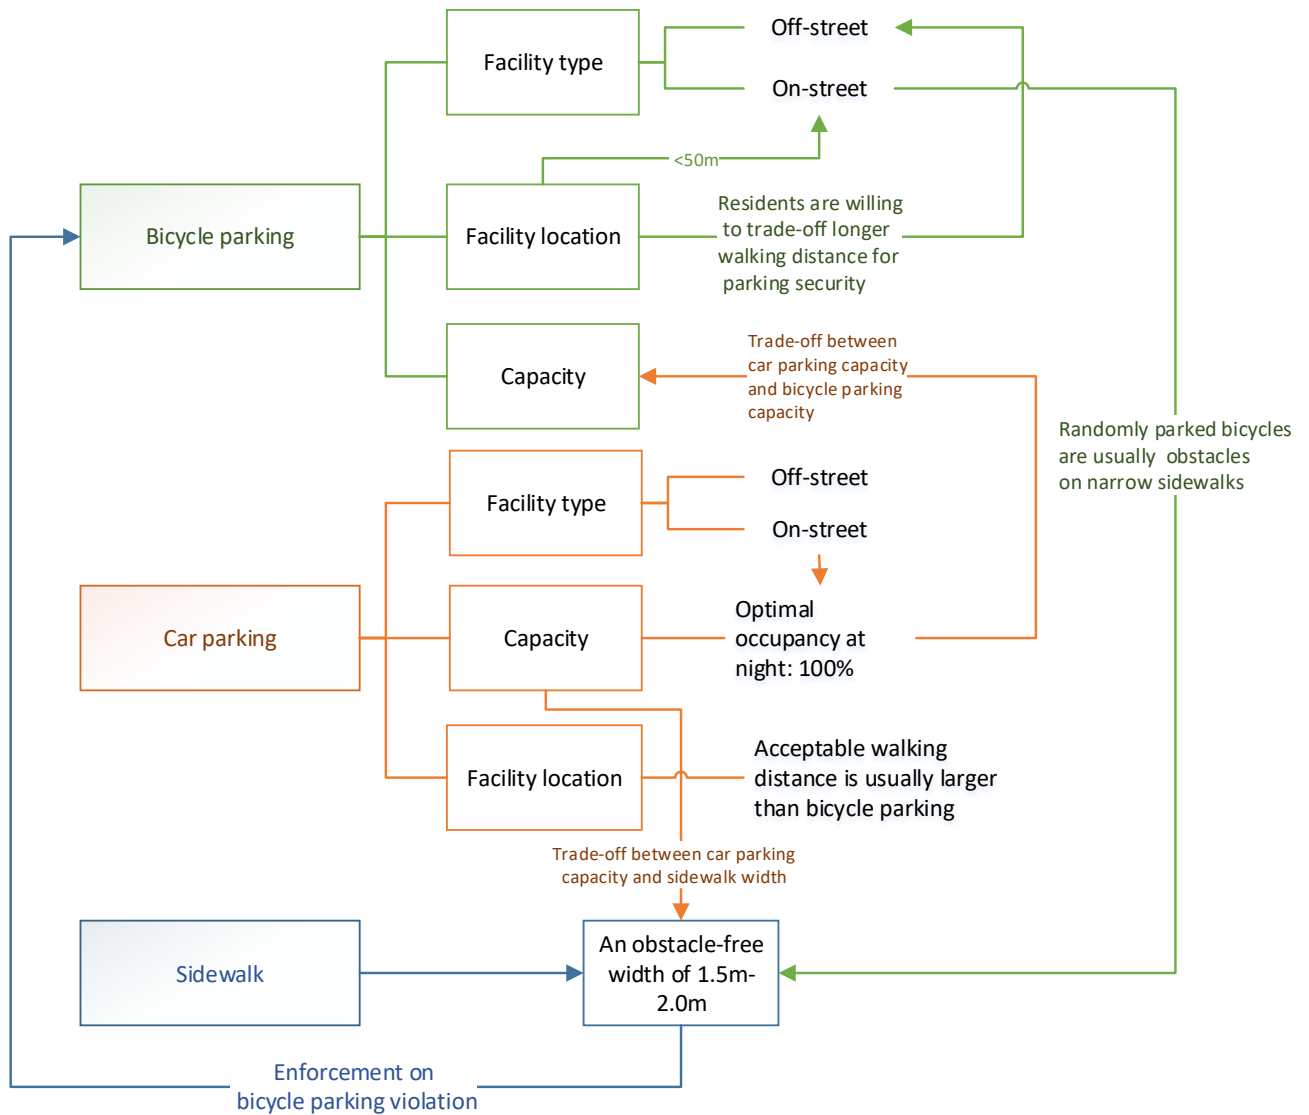 Off-street
Facility type
On-street
<50m
Bicycle parking
Facility location
Residents are willing
to trade-off longer
walking distance for
parking security
Capacity
Trade-off between
car parking capacity
and bicycle parking
capacity
Randomly parked bicycles
are usually obstacles
on narrow sidewalks
Off-street
Facility type
On-street
Car parking
Capacity
Optimal
occupancy at
night: 100%
Facility location
Acceptable walking
distance is usually larger
than bicycle parking
Trade-off between car parking
capacity and sidewalk width
Sidewalk
An obstacle-free
width of 1.5m-
2.0m
Enforcement on
bicycle parking violation